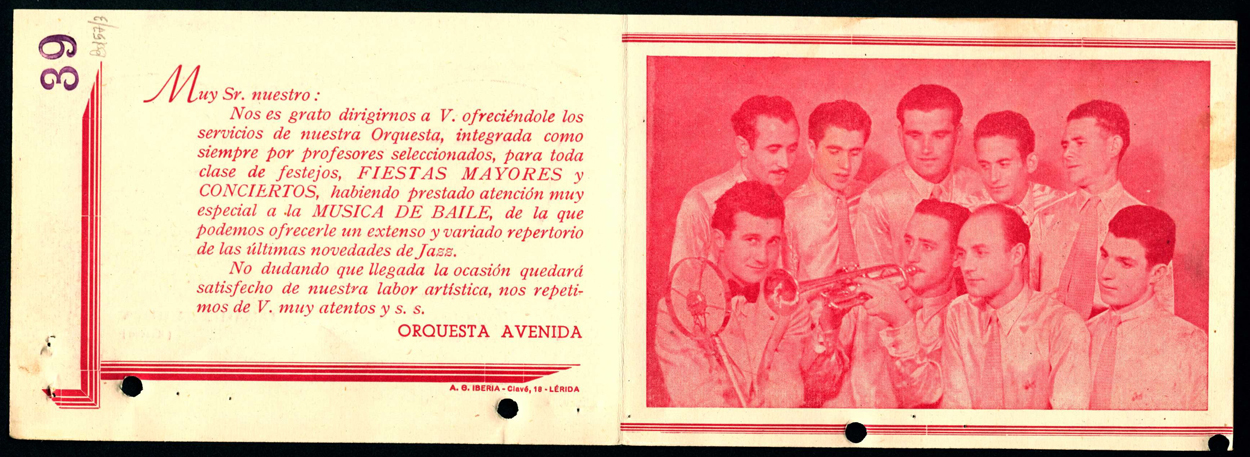 39
Muy Sr. nuestro :
Nos es grato dirigirnos a V. ofreciéndole los
servicios de nuestra Orquesta, integrada como
siempre por profesores seleccionados, para toda
clase de festejos, FIESTAS MAYORES y
CONCIERTOS, habiendo prestado atención muy
especial a la MUSICA DE BAILE, de la que
podemos ofrecerle un extenso y variado repertorio
de las últimas novedades de Jazz.
No dudando que llegada la ocasión quedará
satisfecho de nuestra labor artística, nos repeti-
mos de V. muy atentos y s. s.
ORQUESTA AVENIDA
A. G. IBERIA - Clavé, 18 - LÉRIDA